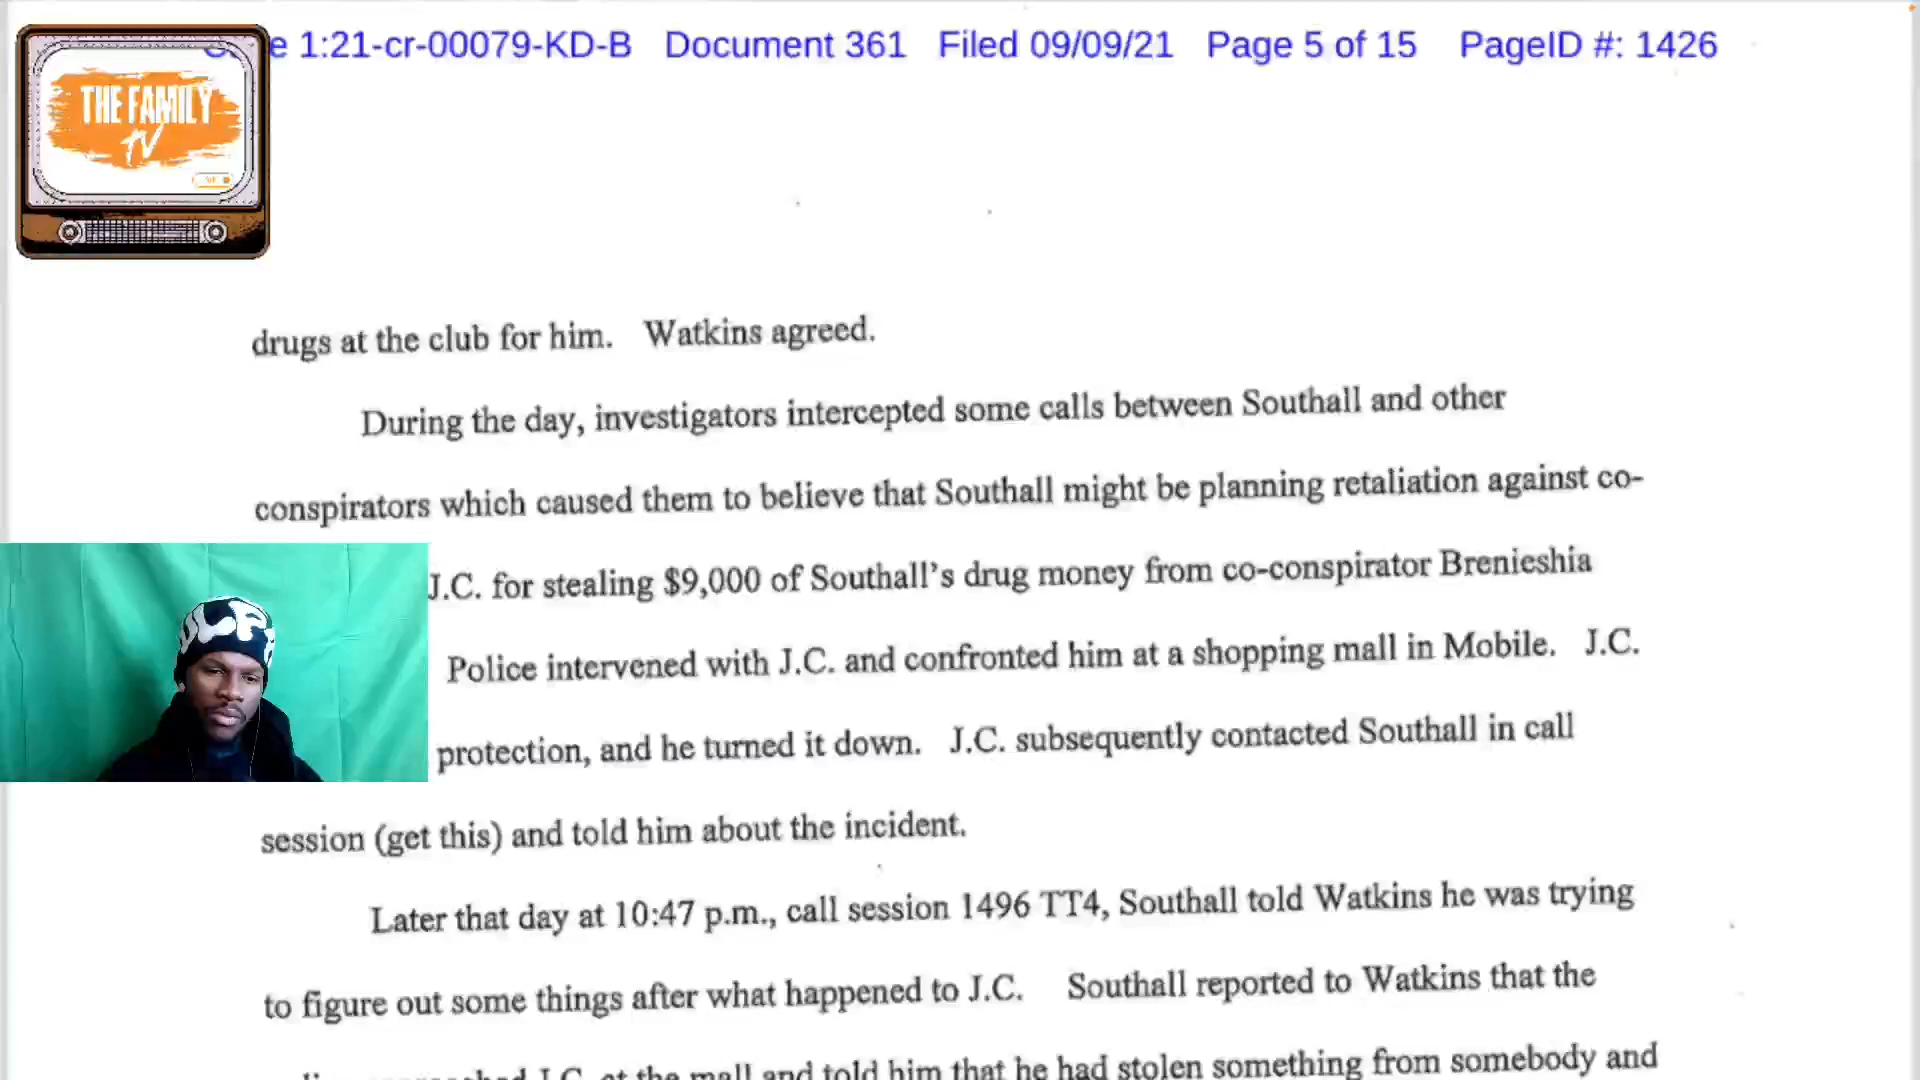 e 1:21-cr-00079-KD-B Document 361 Filed 09/09/21 Page 5 of 15 PageID #: 1426
THE FAMILY
tv
drugs at the club for him. Watkins agreed.
During the day, investigators intercepted some calls between Southall and other
conspirators which caused them to believe that Southall might be planning retaliation against co-
J.C. for stealing $9,000 of Southall's drug money from co-conspirator Brenieshia
Police intervened with J.C. and confronted him at a shopping mall in Mobile. J.C.
protection, and he turned it down. J.C. subsequently contacted Southall in call
session (get this) and told him about the incident.
Later that day at 10:47 p.m., call session 1496 TT4, Southall told Watkins he was trying
to figure out some things after what happened to J.C. Southall reported to Watkins that the
J.C. at the mall and told him that he had stolen something from somebody and